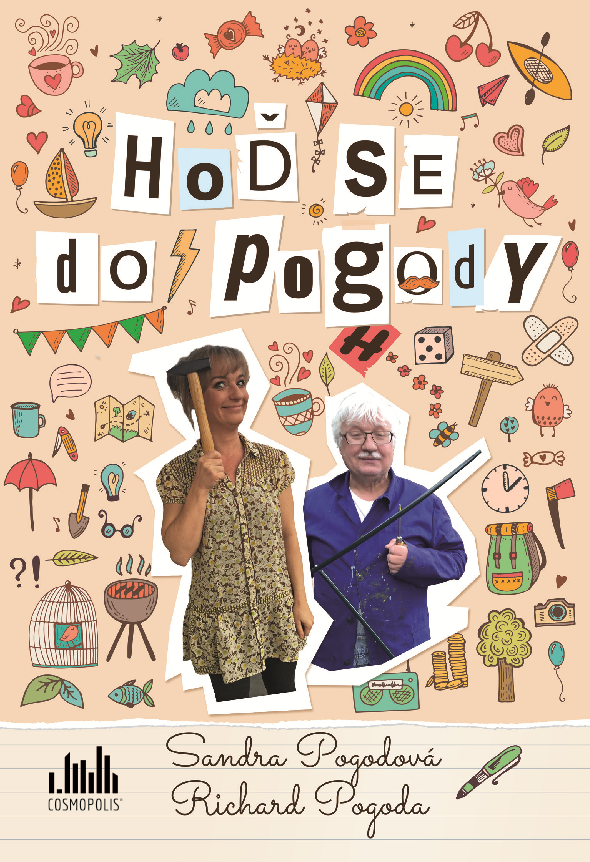 HoĎ SE
do pogody
H
?!
Sandra Pogodová
Richard Pogoda
COSMOPOLIS®